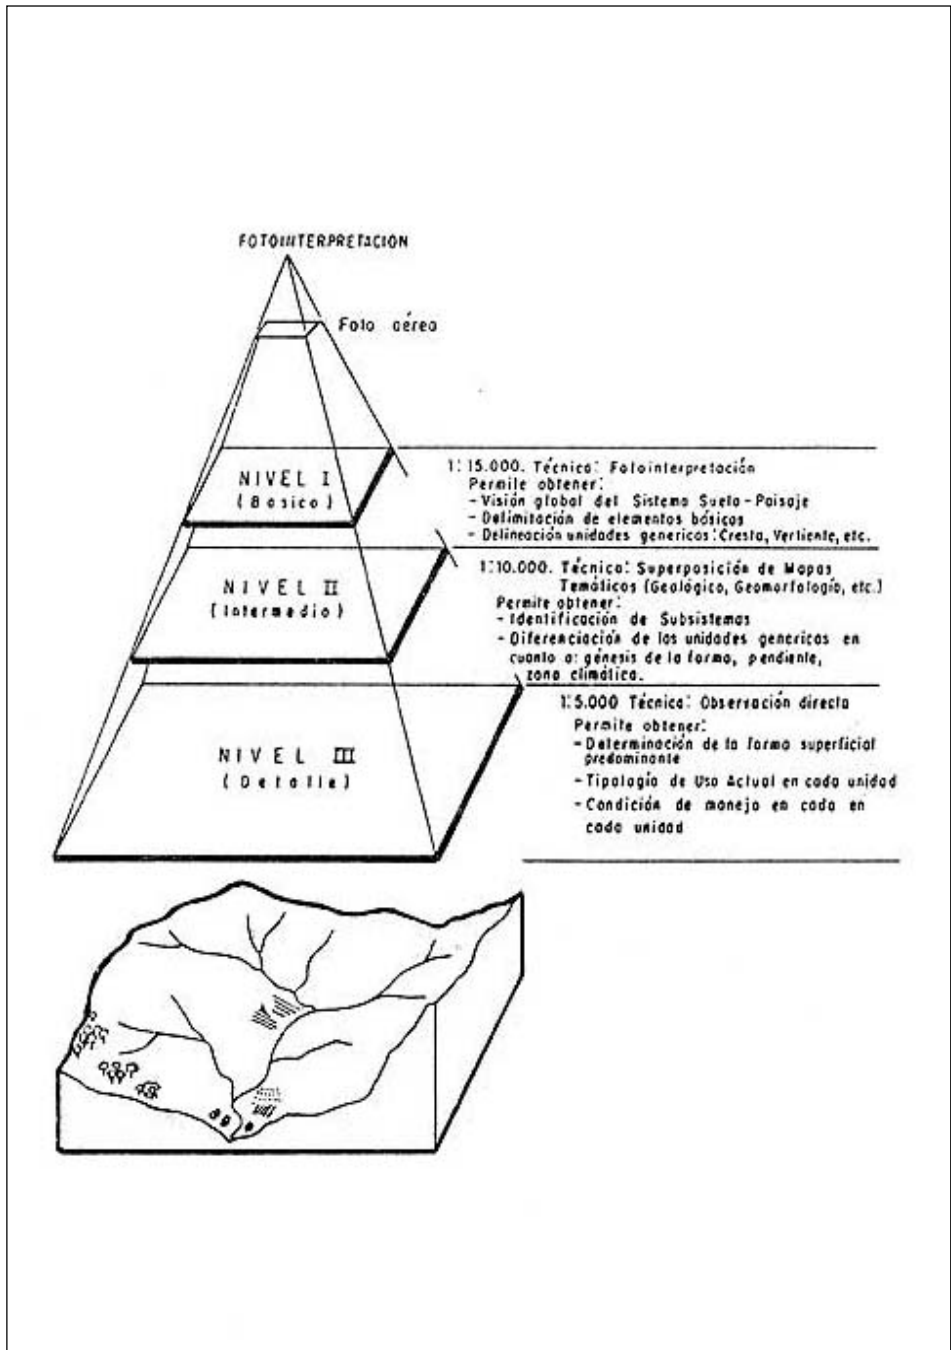 FOTOINTERPRETACIÓN
Foto aéreo
NIVEL I
(Básico)
1:15.000. Técnica: Fotointerpretación
Permite obtener:
- Visión global del Sistema Suelo-Paisaje
- Delimitación de elementos básicos
- Delineación unidades genericas: Cresta, Vertiente, etc.
NIVEL II
(Intermedio)
1:10.000. Técnica: Superposición de Mapas
Temáticos (Geológico, Geomorfología, etc.)
Permite obtener:
- Identificación de Subsistemas
- Diferenciación de las unidades genericas en
cuanto a: génesis de la forma, pendiente,
zona climática.
NIVEL III
(Detalle)
1:5.000 Técnica: Observación directa
Permite obtener:
- Determinación de la forma superficial
predominante
- Tipología de Uso Actual en cada unidad
- Condición de manejo en cada en
cada unidad